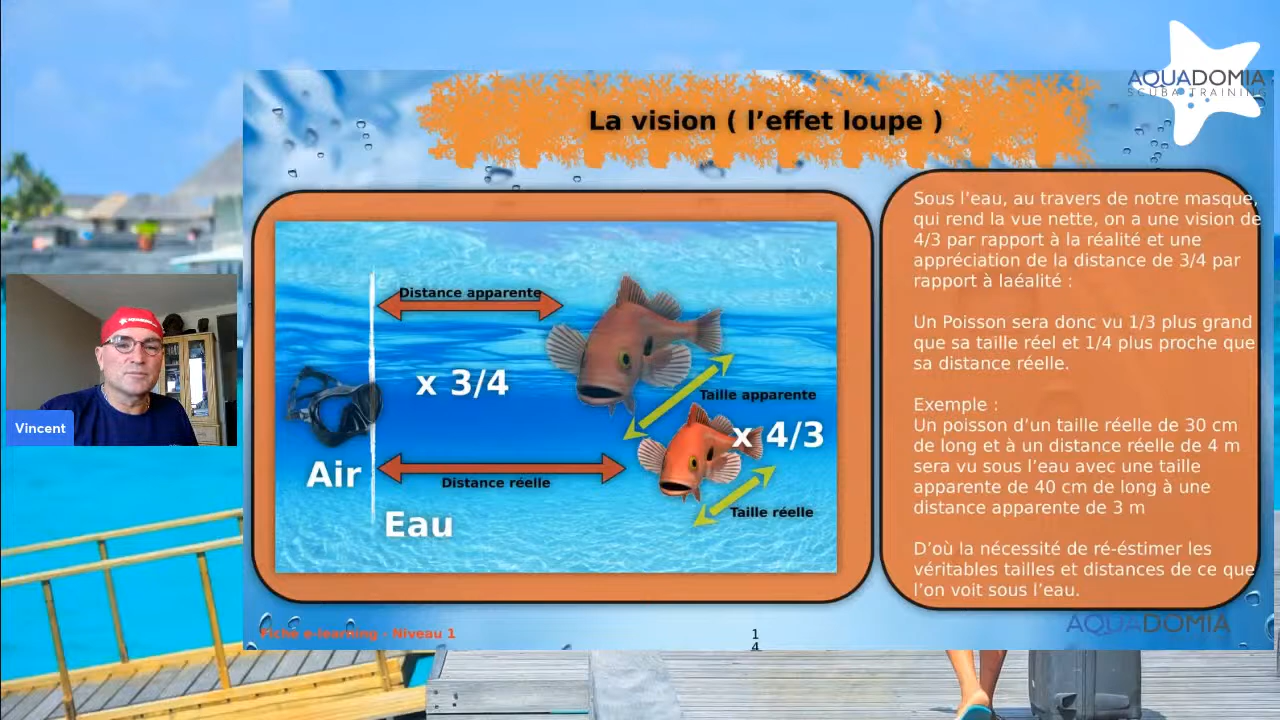 AQUADOMIA
SCUBA TRAINING
La vision ( l’effet loupe )
Distance apparente
x 3/4
Taille apparente
x 4/3
Air
Distance réelle
Taille réelle
Eau
Sous l'eau, au travers de notre masque,
qui rend la vue nette, on a une vision de
4/3 par rapport à la réalité et une
appréciation de la distance de 3/4 par
rapport à laéalité :
Un Poisson sera donc vu 1/3 plus grand
que sa taille réel et 1/4 plus proche que
sa distance réelle.
Exemple :
Un poisson d’un taille réelle de 30 cm
de long et à un distance réelle de 4 m
sera vu sous l’eau avec une taille
apparente de 40 cm de long à une
distance apparente de 3 m
D’où la nécessité de ré-éstimer les
véritables tailles et distances de ce que
l’on voit sous l’eau.
Vincent
Fiche e-learning - Niveau 1
1
4
AQUADOMIA